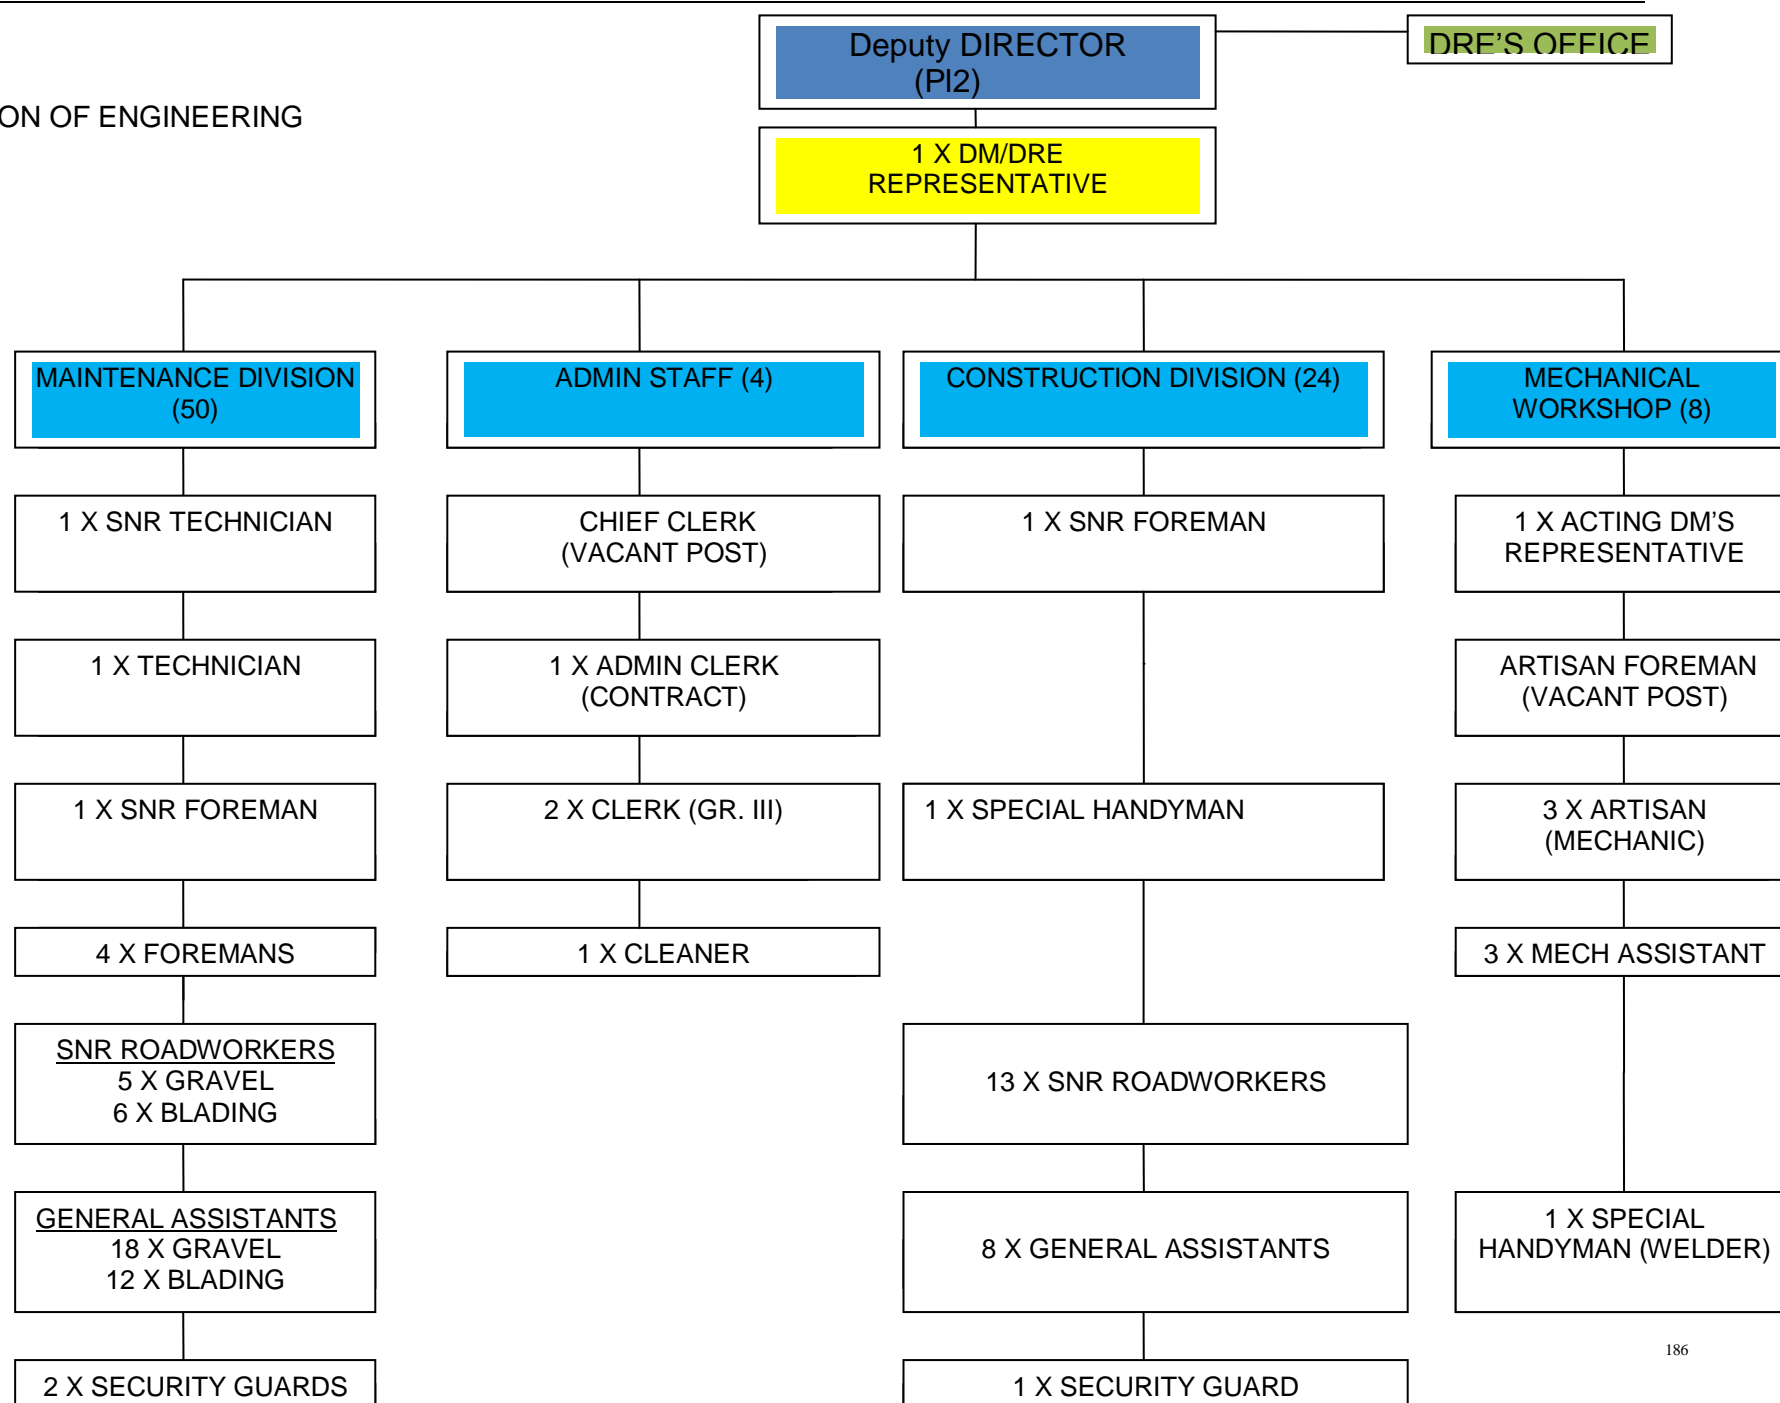 Deputy DIRECTOR
(Pl2)
DRE'S OFFICE
ON OF ENGINEERING
1 X DM/DRE
REPRESENTATIVE
MAINTENANCE DIVISION
(50)
ADMIN STAFF (4)
CONSTRUCTION DIVISION (24)
MECHANICAL
WORKSHOP (8)
1 X SNR TECHNICIAN
CHIEF CLERK
(VACANT POST)
1 X SNR FOREMAN
1 X ACTING DM'S
REPRESENTATIVE
1 X TECHNICIAN
1 X ADMIN CLERK
(CONTRACT)
ARTISAN FOREMAN
(VACANT POST)
1 X SNR FOREMAN
2 X CLERK (GR. III)
1 X SPECIAL HANDYMAN
3 X ARTISAN
(MECHANIC)
4 X FOREMANS
1 X CLEANER
3 X MECH ASSISTANT
SNR ROADWORKERS
5 X GRAVEL
6 X BLADING
13 X SNR ROADWORKERS
GENERAL ASSISTANTS
18 X GRAVEL
12 X BLADING
8 X GENERAL ASSISTANTS
1 X SPECIAL
HANDYMAN (WELDER)
2 X SECURITY GUARDS
1 X SECURITY GUARD
186